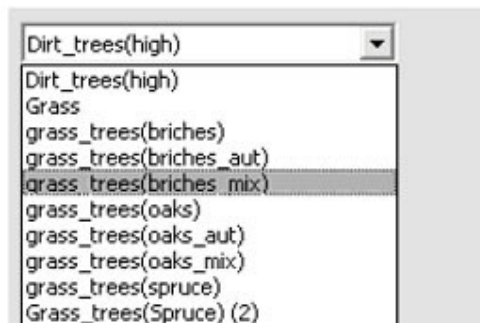 Dirt_trees(high)
Dirt_trees(high)
Grass
grass_trees(briches)
grass_trees(briches_aut)
grass_trees(briches_mix)
grass_trees(oaks)
grass_trees(oaks_aut)
grass_trees(oaks_mix)
grass_trees(spruce)
Grass_trees(Spruce) (2)